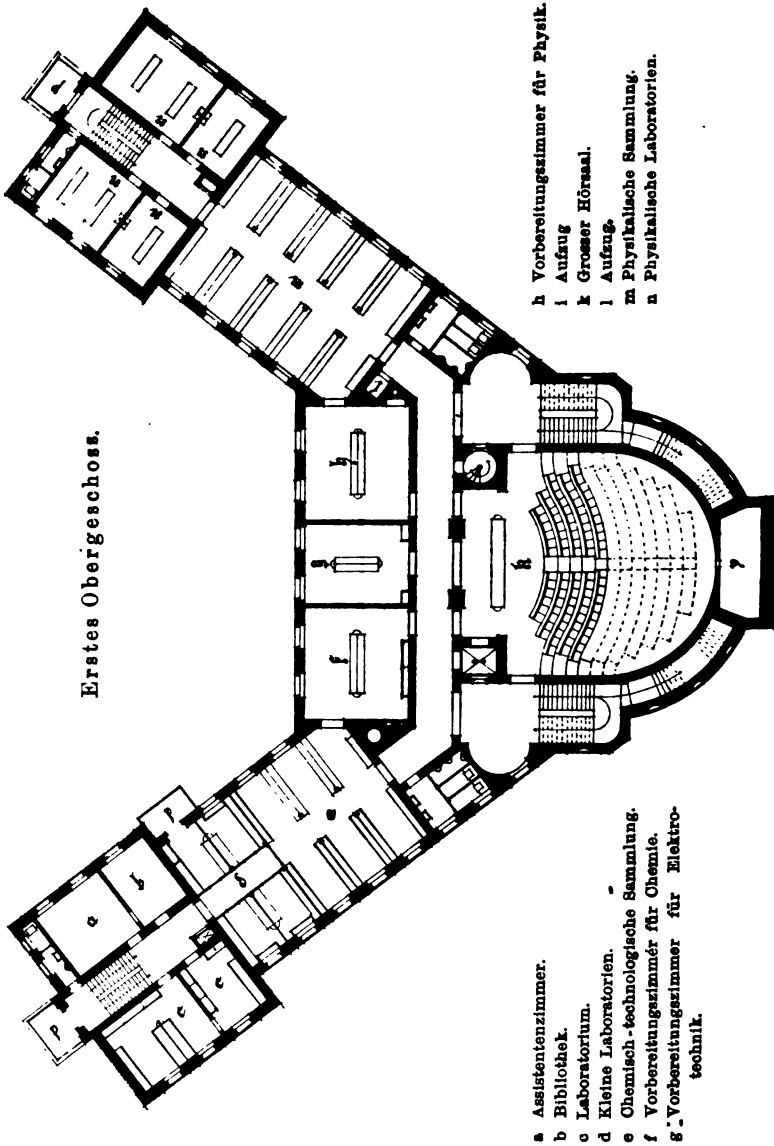 Erstes Obergeschoss.
a Assistentenzimmer.
b Bibliothek.
c Laboratorium.
d Kleine Laboratorien.
e Chemisch-technologische Sammlung.
f Vorbereitungszimmer für Chemie.
g Vorbereitungszimmer für Elektro-
technik.
h Vorbereitungszimmer für Physik.
i Aufzug
k Grosser Hörsaal.
l Aufzug.
m Physikalische Sammlung.
n Physikalische Laboratorien.
a
b
c
c
e
f
g
h
k